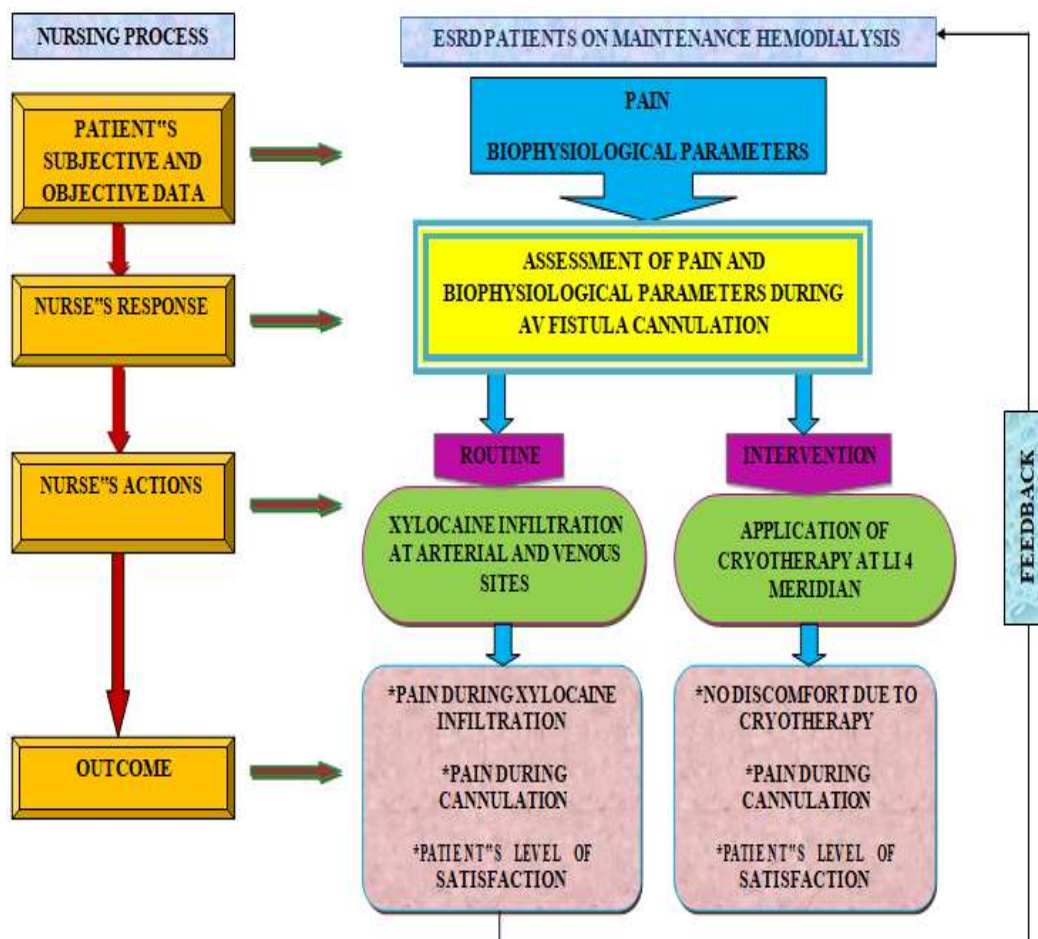 NURSING PROCESS
ESRD PATIENTS ON MAINTENANCE HEMODIALYSIS
PATIENT"S
SUBJECTIVE AND
OBJECTIVE DATA
PAIN
BIOPHYSIOLOGICAL PARAMETERS
NURSE"S RESPONSE
ASSESSMENT OF PAIN AND
BIOPHYSIOLOGICAL PARAMETERS DURING
AV FISTULA CANNULATION
NURSE"S ACTIONS
ROUTINE
XYLOCAINE INFILTRATION
AT ARTERIAL AND VENOUS
SITES
INTERVENTION
APPLICATION OF
CRYOTHERAPY AT LI 4
MERIDIAN
OUTCOME
*PAIN DURING XYLOCAINE
INFILTRATION
*PAIN DURING
CANNULATION
*PATIENT"S LEVEL OF
SATISFACTION
*NO DISCOMFORT DUE TO
CRYOTHERAPY
*PAIN DURING
CANNULATION
*PATIENT"S LEVEL OF
SATISFACTION
FEEDBACK